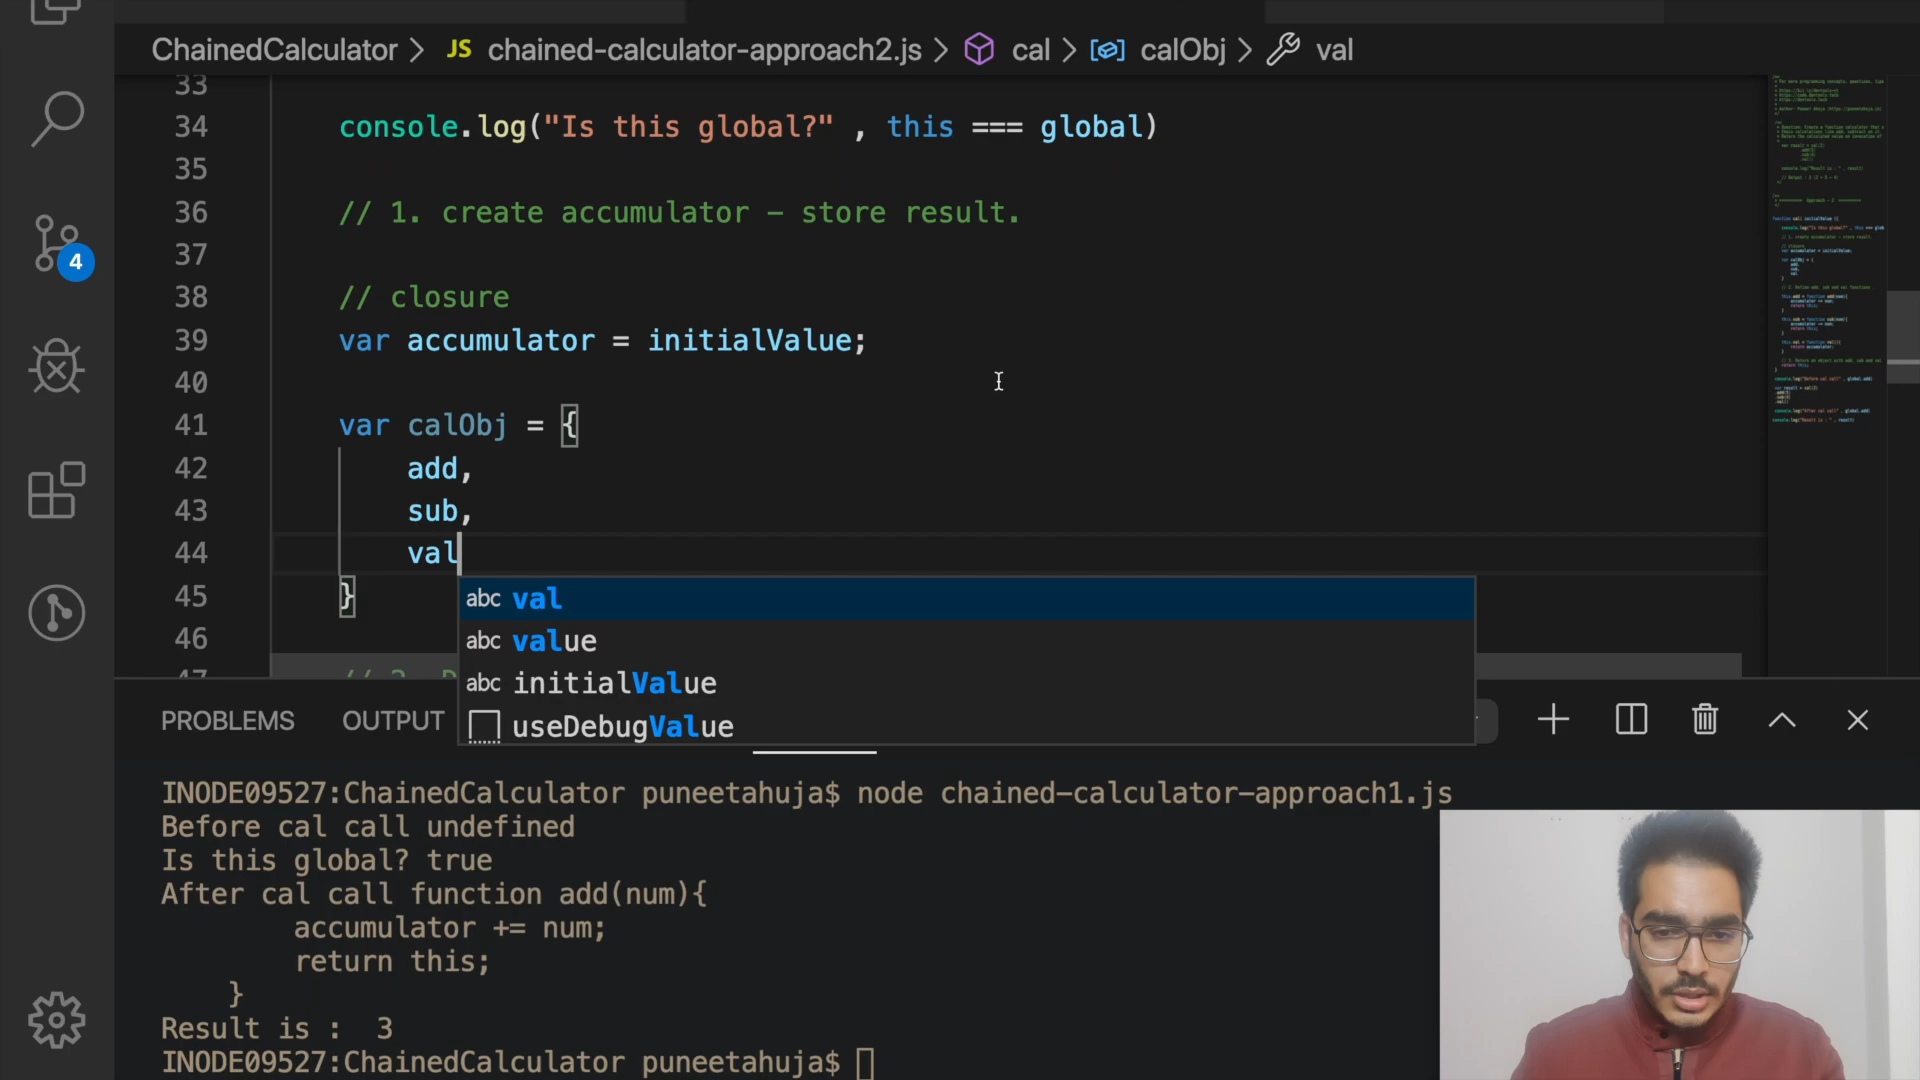 ChainedCalculator > JS chained-calculator-approach2.js > cal > calObj > val
33
34 console.log("Is this global?" , this === global)
35
36 // 1. create accumulator – store result.
37
38 // closure
39 var accumulator = initialValue;
40
41 var calObj = {
42 add,
43 sub,
44 val
45 }
46
47
abc val
abc value
abc initialValue
useDebugValue
4
PROBLEMS OUTPUT
INODE09527:ChainedCalculator puneetahuja$ node chained-calculator-approach1.js
Before cal call undefined
Is this global? true
After cal call function add(num){
accumulator += num;
return this;
}
Result is : 3
INODE09527:ChainedCalculator puneetahuja$